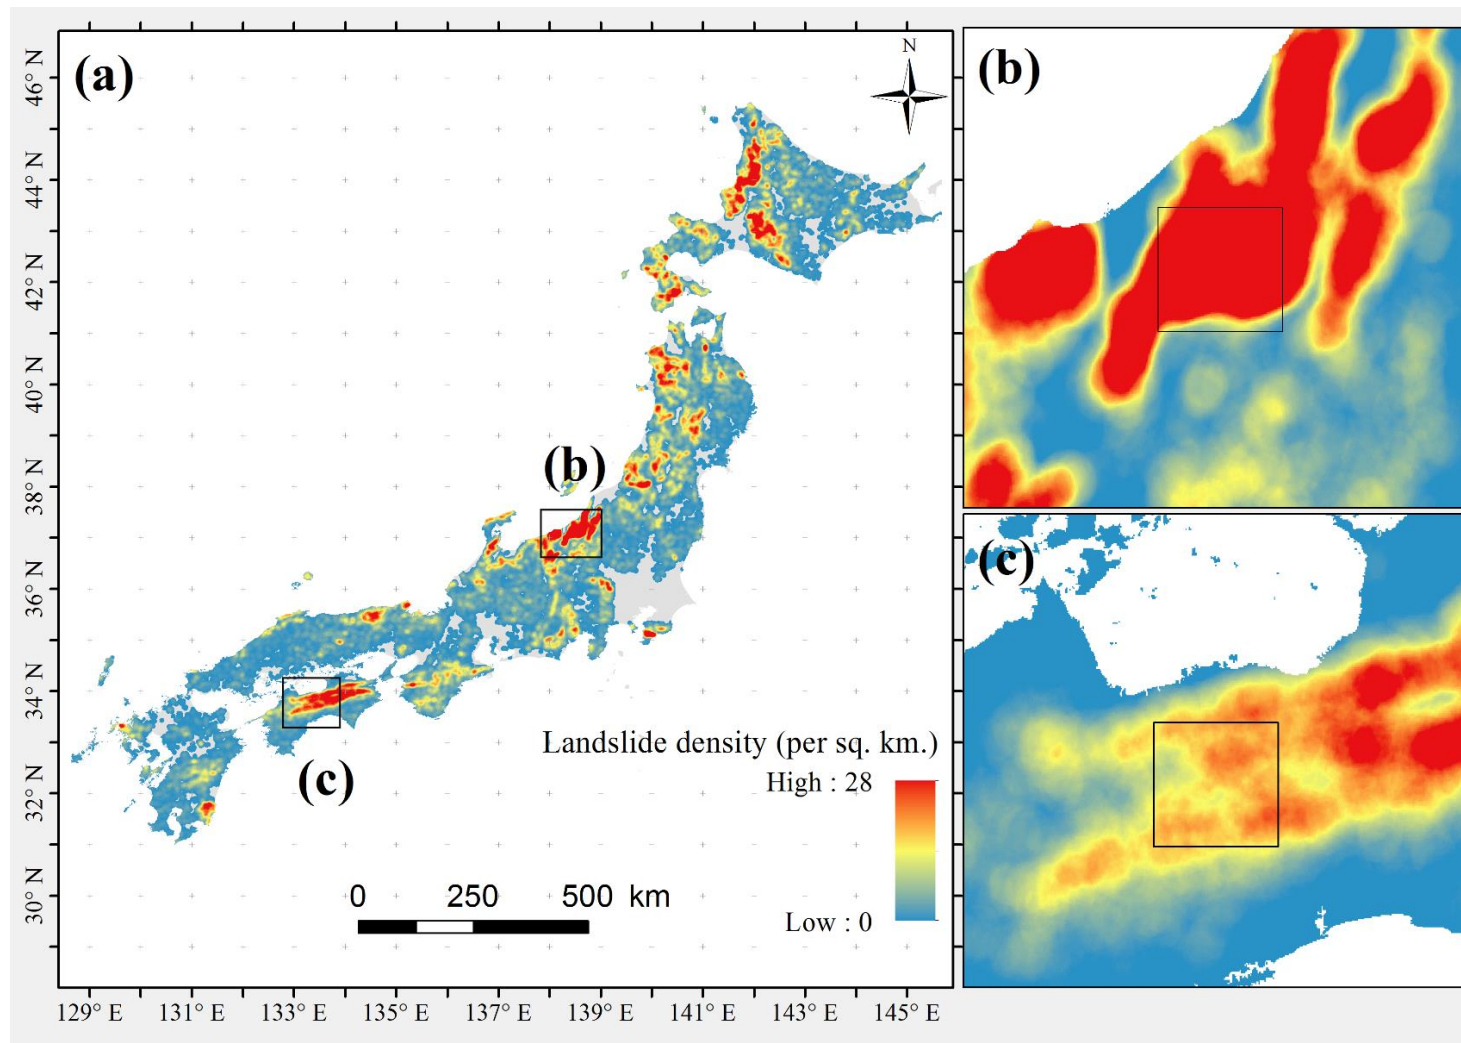 (a)
N
46° N
44° N
42° N
40° N
38° N
36° N
34° N
32° N
30° N
(b)
(c)
Landslide density (per sq. km.)
High : 28
Low : 0
0 250 500 km
129° E 131° E 133° E 135° E 137° E 139° E 141° E 143° E 145° E
(b)
(c)